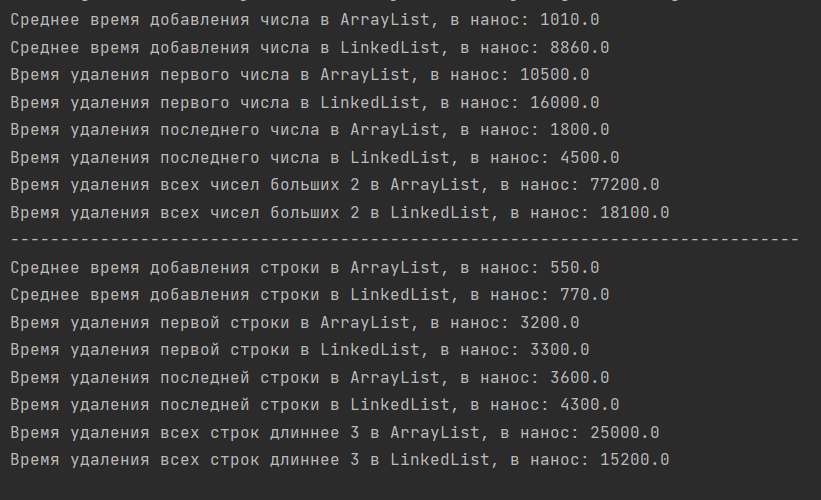 Среднее время добавления числа в ArrayList, в нанос: 1010.0
Среднее время добавления числа в LinkedList, в нанос: 8860.0
Время удаления первого числа в ArrayList, в нанос: 10500.0
Время удаления первого числа в LinkedList, в нанос: 16000.0
Время удаления последнего числа в ArrayList, в нанос: 1800.0
Время удаления последнего числа в LinkedList, в нанос: 4500.0
Время удаления всех чисел больших 2 в ArrayList, в нанос: 77200.0
Время удаления всех чисел больших 2 в LinkedList, в нанос: 18100.0
-------------------------------------------------------------------------------
Среднее время добавления строки в ArrayList, в нанос: 550.0
Среднее время добавления строки в LinkedList, в нанос: 770.0
Время удаления первой строки в ArrayList, в нанос: 3200.0
Время удаления первой строки в LinkedList, в нанос: 3300.0
Время удаления последней строки в ArrayList, в нанос: 3600.0
Время удаления последней строки в LinkedList, в нанос: 4300.0
Время удаления всех строк длиннее 3 в ArrayList, в нанос: 25000.0
Время удаления всех строк длиннее 3 в LinkedList, в нанос: 15200.0